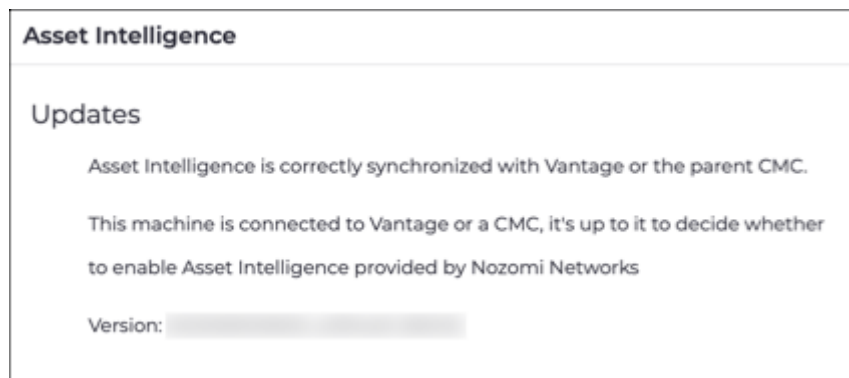 Asset Intelligence
Updates
Asset Intelligence is correctly synchronized with Vantage or the parent CMC.
This machine is connected to Vantage or a CMC, it's up to it to decide whether
to enable Asset Intelligence provided by Nozomi Networks
Version: